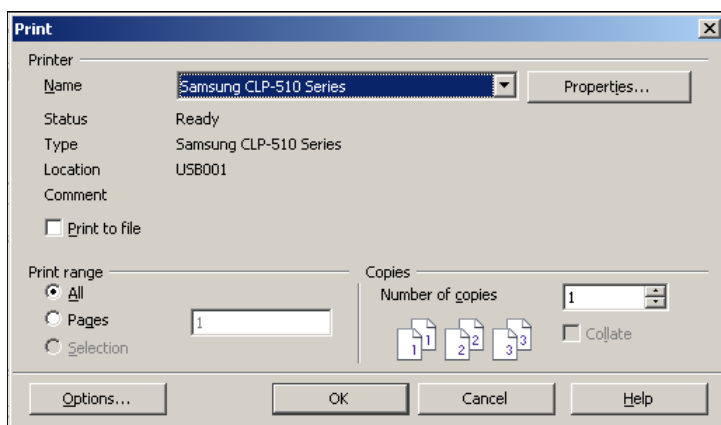 Print
Printer
Name
Samsung CLP-510 Series
Properties...
Status
Ready
Type
Samsung CLP-510 Series
Location
USB001
Comment
Print to file
Print range
All
Pages
1
Selection
Copies
Number of copies
1
1 1 2 2 3 3
Collate
Options...
OK
Cancel
Help